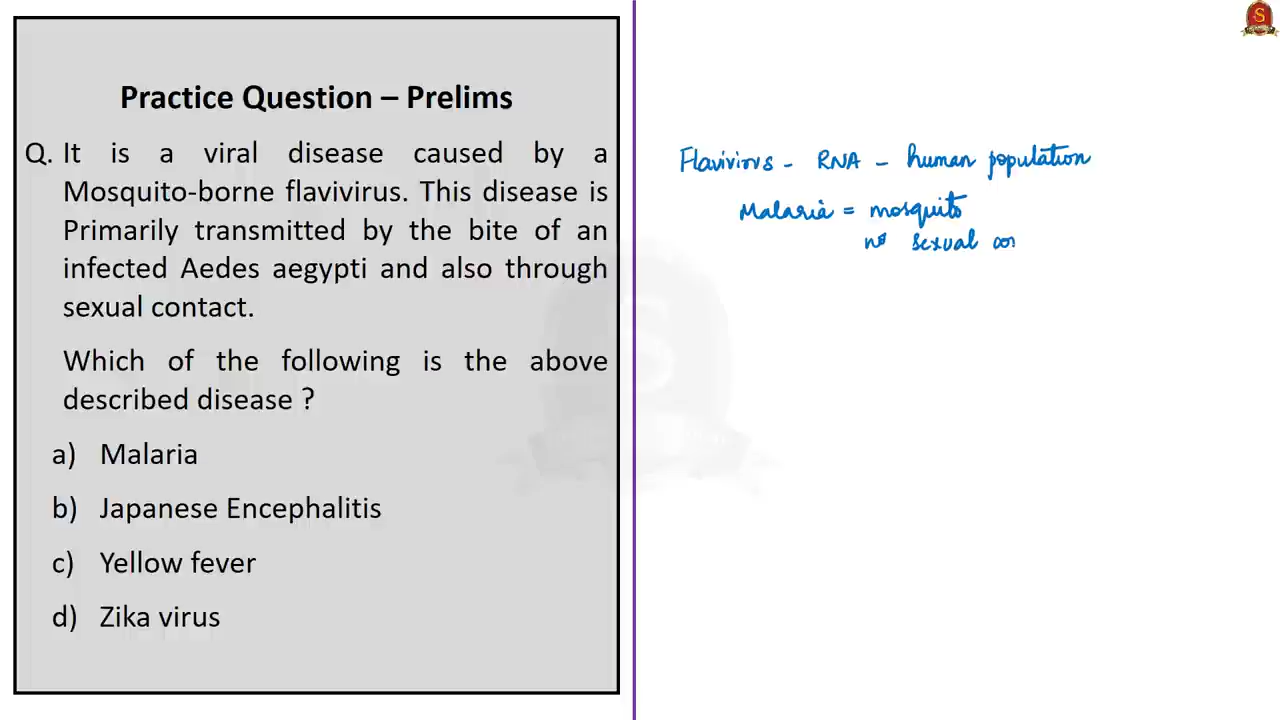 Practice Question – Prelims
Q. It is a viral disease caused by a
Mosquito-borne flavivirus. This disease is
Primarily transmitted by the bite of an
infected Aedes aegypti and also through
sexual contact.
Which of the following is the above
described disease ?
a) Malaria
b) Japanese Encephalitis
c) Yellow fever
d) Zika virus
S
Flavivirus - RNA - human population
Malaria = mosquito
no sexual con